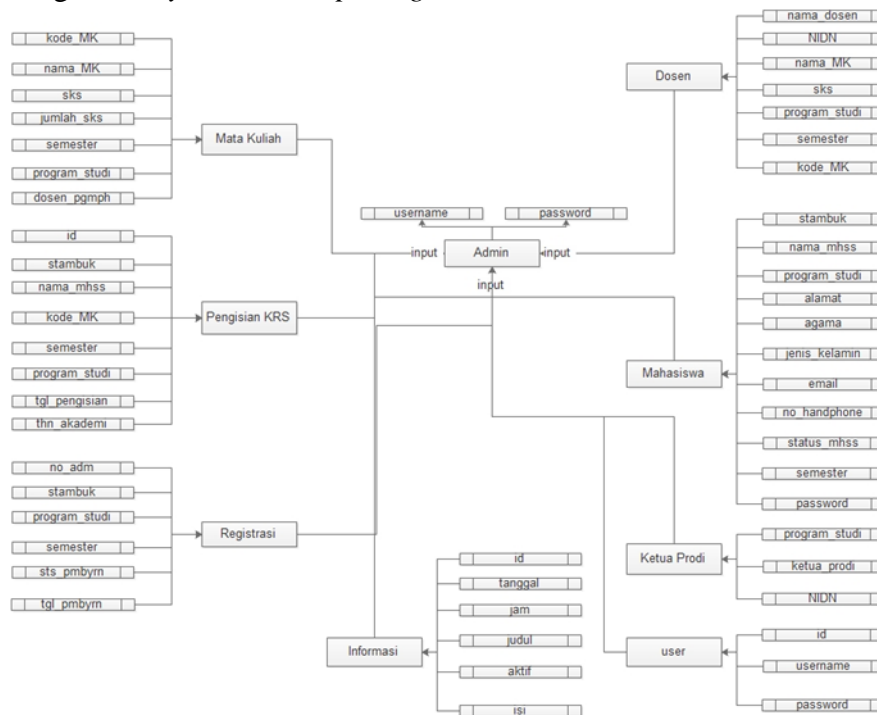 kode_MK
nama_MK
sks
jumlah_sks
semester
program_studi
dosen_pgmph
Mata Kuliah
id
stambuk
nama_mhss
kode_MK
semester
program_studi
tgl_pengisian
thn_akademi
Pengisian KRS
no_adm
stambuk
program_studi
semester
sts_pmbyrn
tgl_pmbyrn
Registrasi
username
password
input
Admin
input
input
id
tanggal
jam
judul
aktif
isi
Informasi
nama_dosen
NIDN
nama_MK
sks
program_studi
semester
kode_MK
Dosen
stambuk
nama_mhss
program_studi
alamat
agama
jenis_kelamin
email
no_handphone
status_mhss
semester
password
Mahasiswa
program_studi
ketua_prodi
NIDN
Ketua Prodi
id
username
password
user